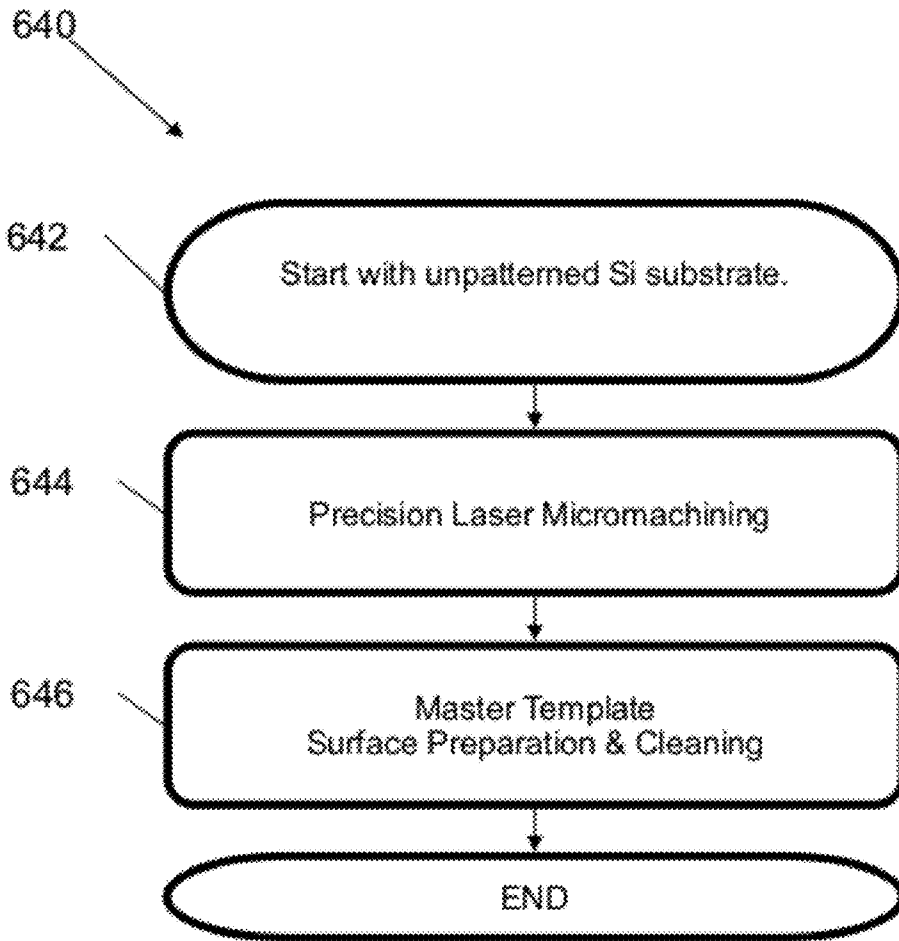 640
642
Start with unpatterned Si substrate.
644
Precision Laser Micromachining
646
Master Template
Surface Preparation & Cleaning
END